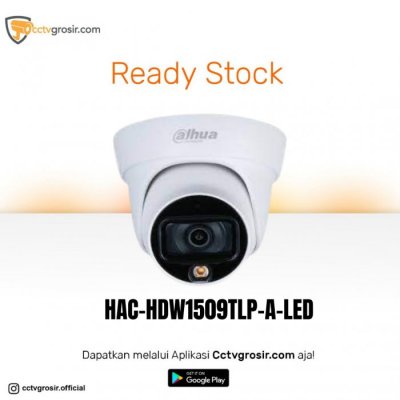 cctvgrosir.com
Ready Stock
alhua
HAC-HDW1509TLP-A-LED
Dapatkan melalui Aplikasi Cctvgrosir.com aja!
cctvgrosir.official
GET IT ON
Google Play